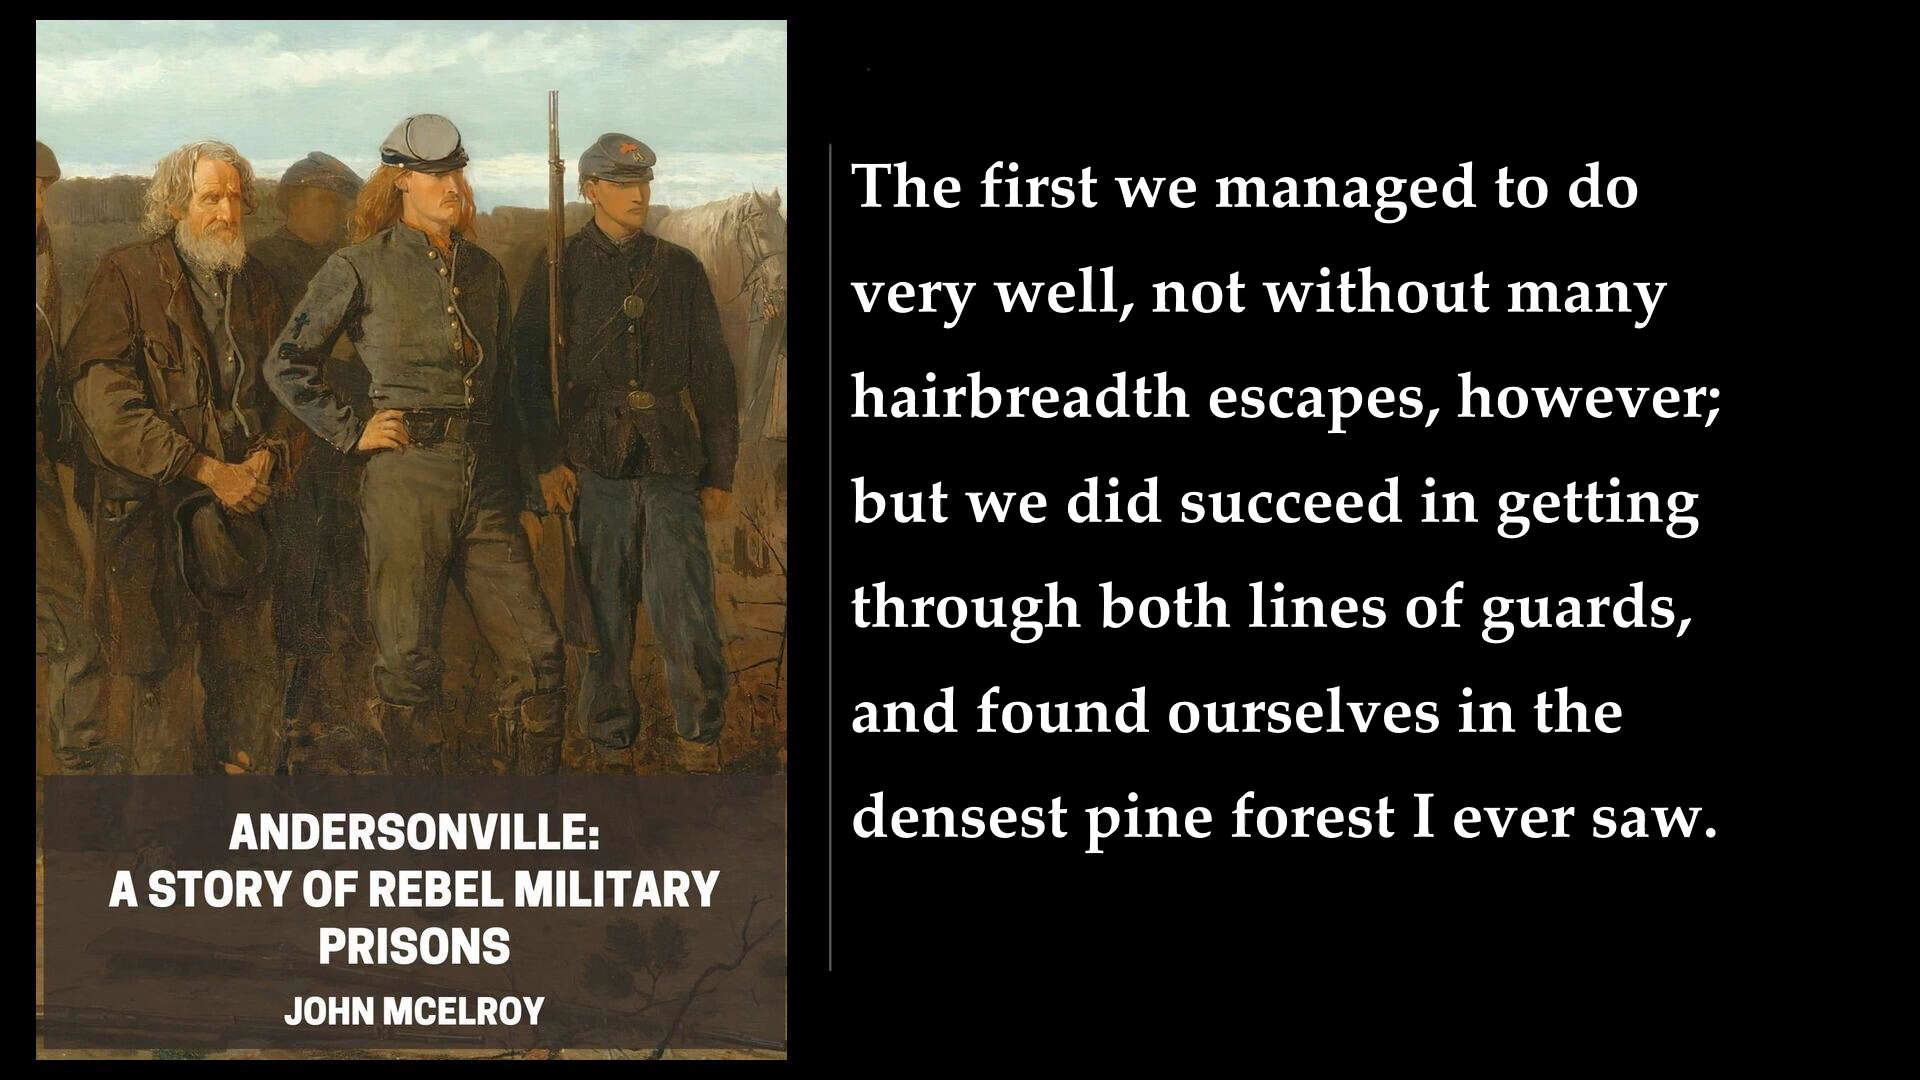 ANDERSONVILLE:
A STORY OF REBEL MILITARY
PRISONS
JOHN MCELROY
The first we managed to do
very well, not without many
hairbreadth escapes, however;
but we did succeed in getting
through both lines of guards,
and found ourselves in the
densest pine forest I ever saw.